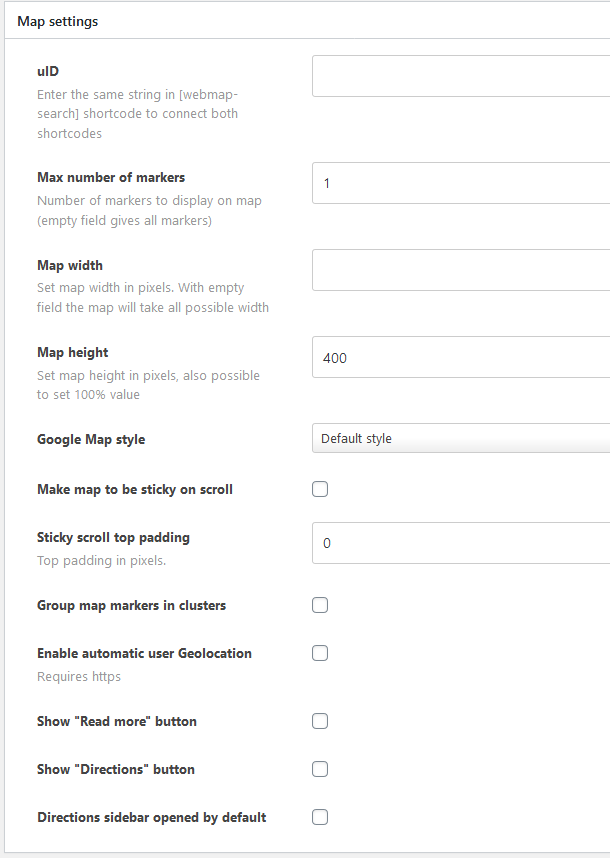 Map settings
uID
Enter the same string in [webmap-
search] shortcode to connect both
shortcodes
Max number of markers
Number of markers to display on map
(empty field gives all markers)
1
Map width
Set map width in pixels. With empty
field the map will take all possible width
Map height
Set map height in pixels, also possible
to set 100% value
400
Google Map style
Default style
Make map to be sticky on scroll
Sticky scroll top padding
Top padding in pixels.
0
Group map markers in clusters
Enable automatic user Geolocation
Requires https
Show "Read more" button
Show "Directions" button
Directions sidebar opened by default